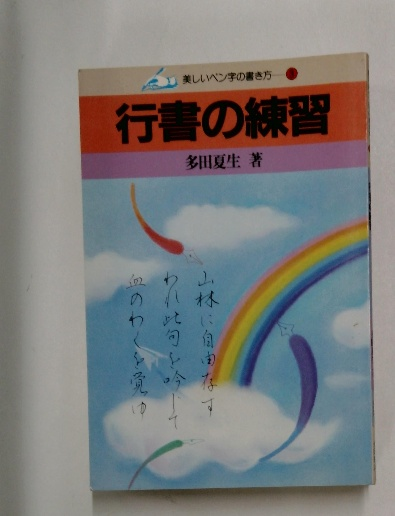 美しいペン字の書き方
行書の練習
多田夏生 著
山林に自由存す
われ此句を吟じて
血のわくを覚ゆ